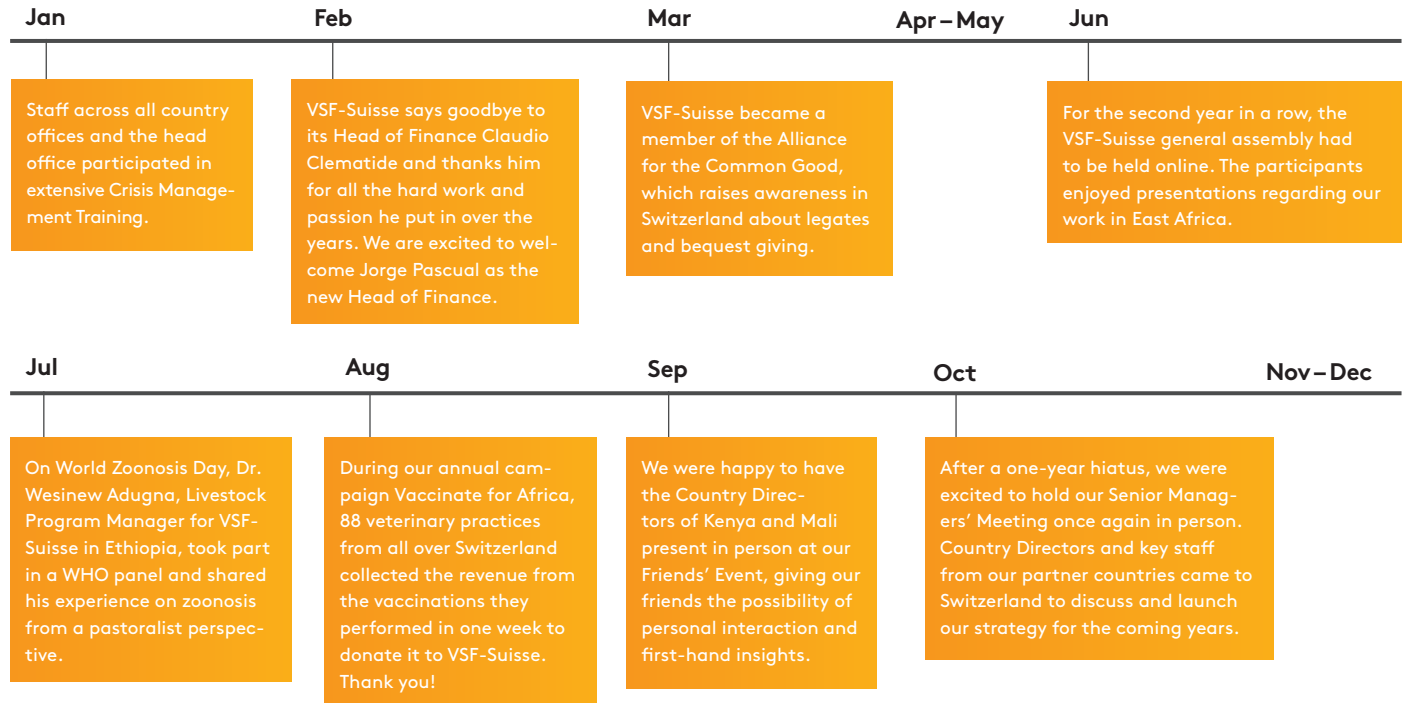 Jan
Feb
Mar
Apr – May
Jun
Staff across all country
offices and the head
office participated in
extensive Crisis Manage-
ment Training.
VSF-Suisse says goodbye to
its Head of Finance Claudio
Clematide and thanks him
for all the hard work and
passion he put in over the
years. We are excited to wel-
come Jorge Pascual as the
new Head of Finance.
VSF-Suisse became a
member of the Alliance
for the Common Good,
which raises awareness in
Switzerland about legates
and bequest giving.
For the second year in a row, the
VSF-Suisse general assembly had
to be held online. The participants
enjoyed presentations regarding our
work in East Africa.
Jul
Aug
Sep
Oct
Nov – Dec
On World Zoonosis Day, Dr.
Wesinew Adugna, Livestock
Program Manager for VSF-
Suisse in Ethiopia, took part
in a WHO panel and shared
his experience on zoonosis
from a pastoralist perspec-
tive.
During our annual cam-
paign Vaccinate for Africa,
88 veterinary practices
from all over Switzerland
collected the revenue from
the vaccinations they
performed in one week to
donate it to VSF-Suisse.
Thank you!
We were happy to have
the Country Direc-
tors of Kenya and Mali
present in person at our
Friends’ Event, giving our
friends the possibility of
personal interaction and
first-hand insights.
After a one-year hiatus, we were
excited to hold our Senior Manag-
ers’ Meeting once again in person.
Country Directors and key staff
from our partner countries came to
Switzerland to discuss and launch
our strategy for the coming years.